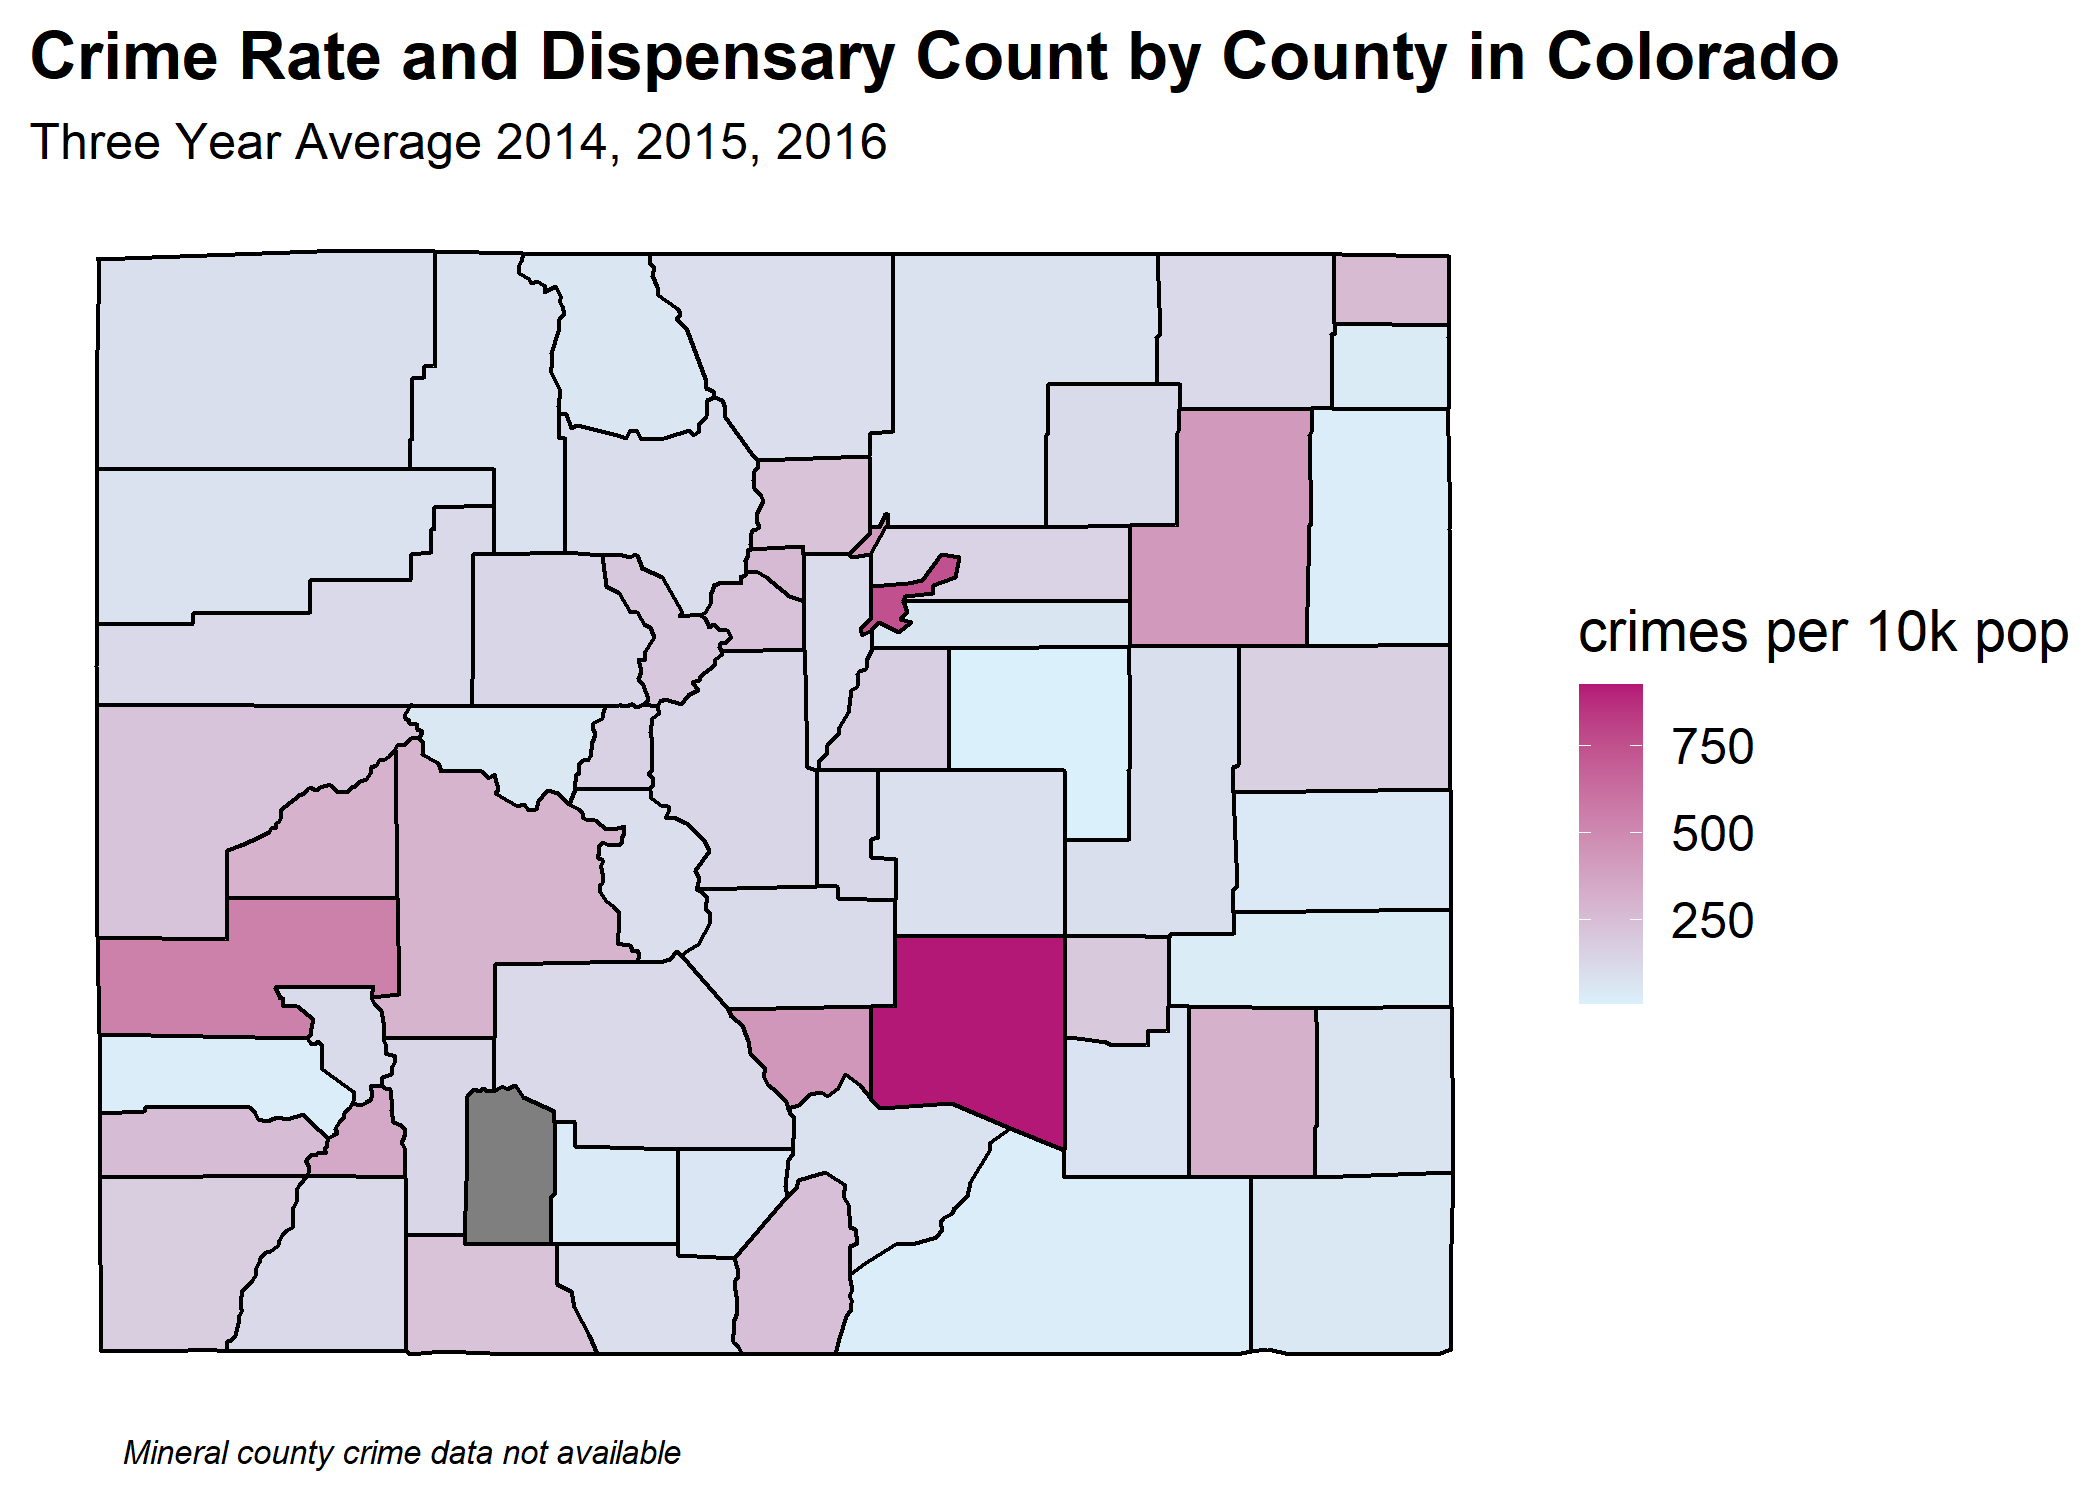 Crime Rate and Dispensary Count by County in Colorado
Three Year Average 2014, 2015, 2016
crimes per 10k pop
750
500
250
Mineral county crime data not available